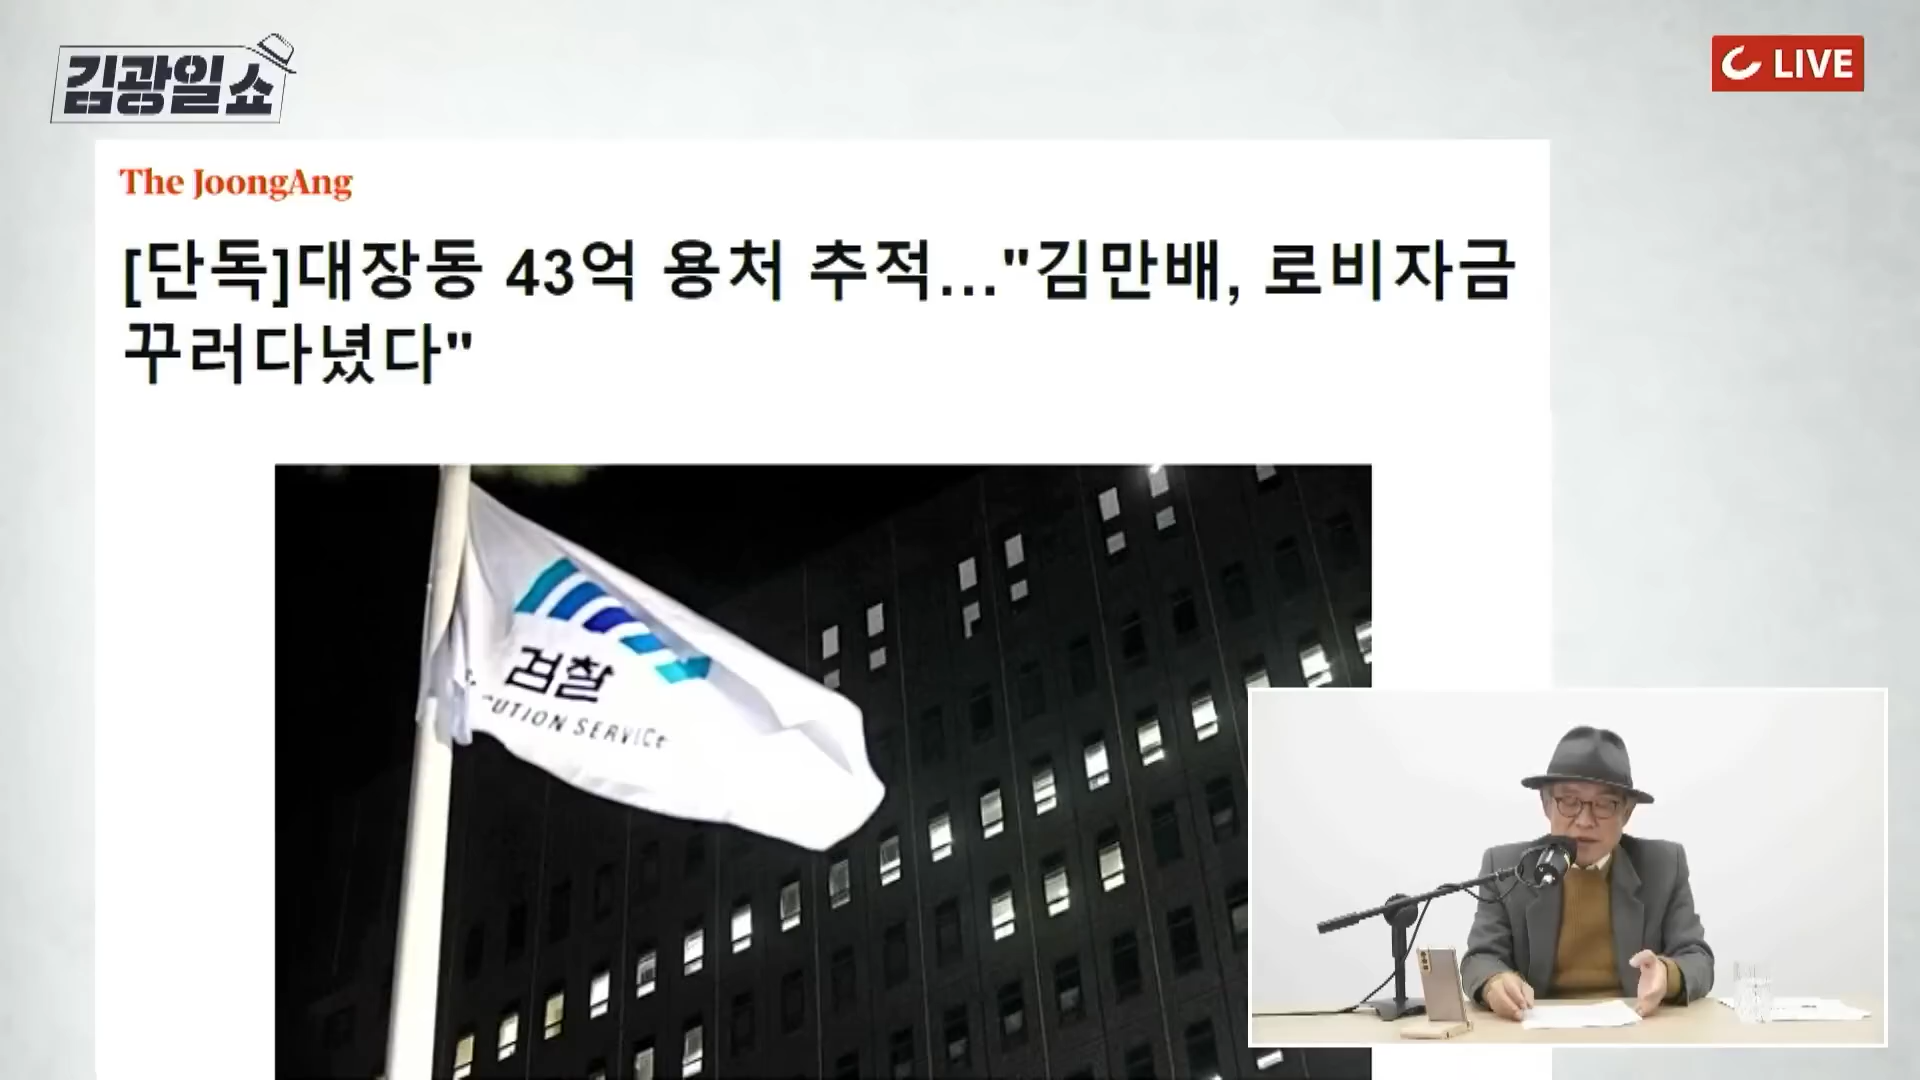 김광일쇼
LIVE
The JoongAng
[단독]대장동 43억 용처 추적..."김만배, 로비자금
꾸러다녔다"
검찰
CUTION SERVICE